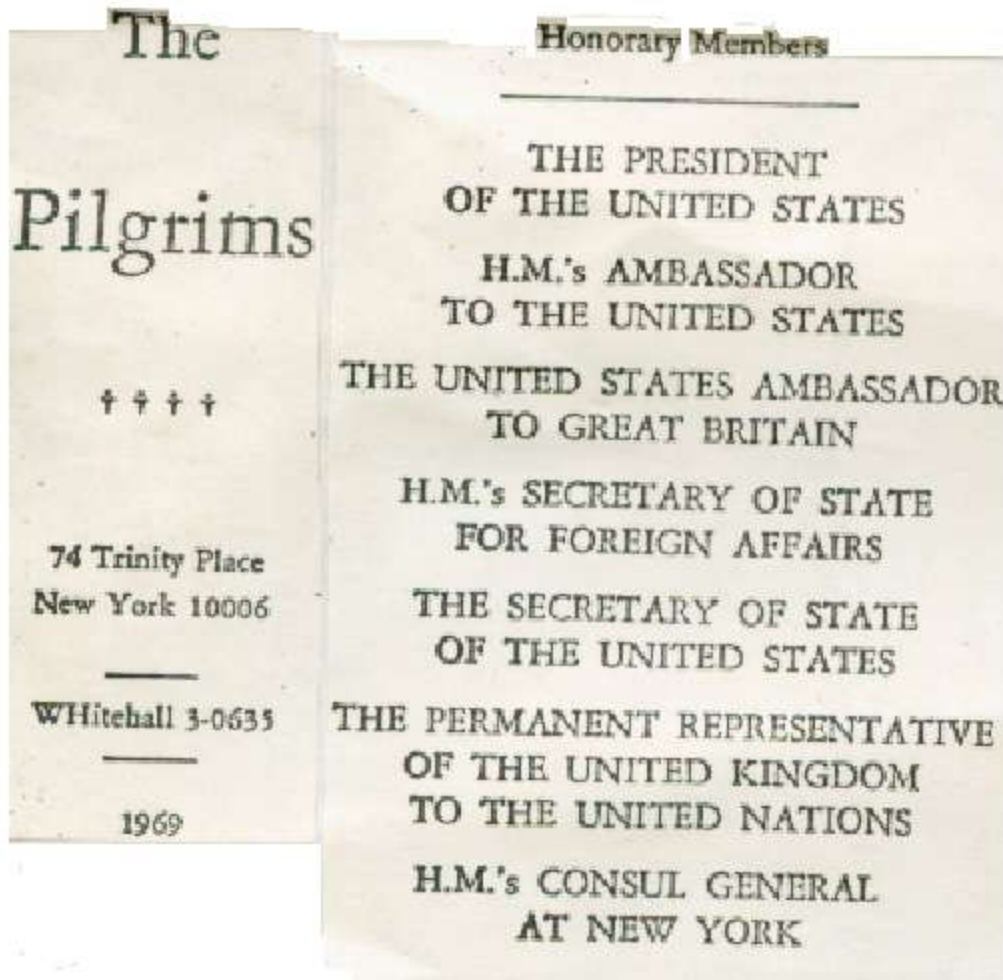 The
Pilgrims
74 Trinity Place
New York 10006
WHitehall 3-0635
1969
Honorary Members
THE PRESIDENT
OF THE UNITED STATES
H.M.'s AMBASSADOR
TO THE UNITED STATES
THE UNITED STATES AMBASSADOR
TO GREAT BRITAIN
H.M.'s SECRETARY OF STATE
FOR FOREIGN AFFAIRS
THE SECRETARY OF STATE
OF THE UNITED STATES
THE PERMANENT REPRESENTATIVE
OF THE UNITED KINGDOM
TO THE UNITED NATIONS
H.M.'s CONSUL GENERAL
AT NEW YORK